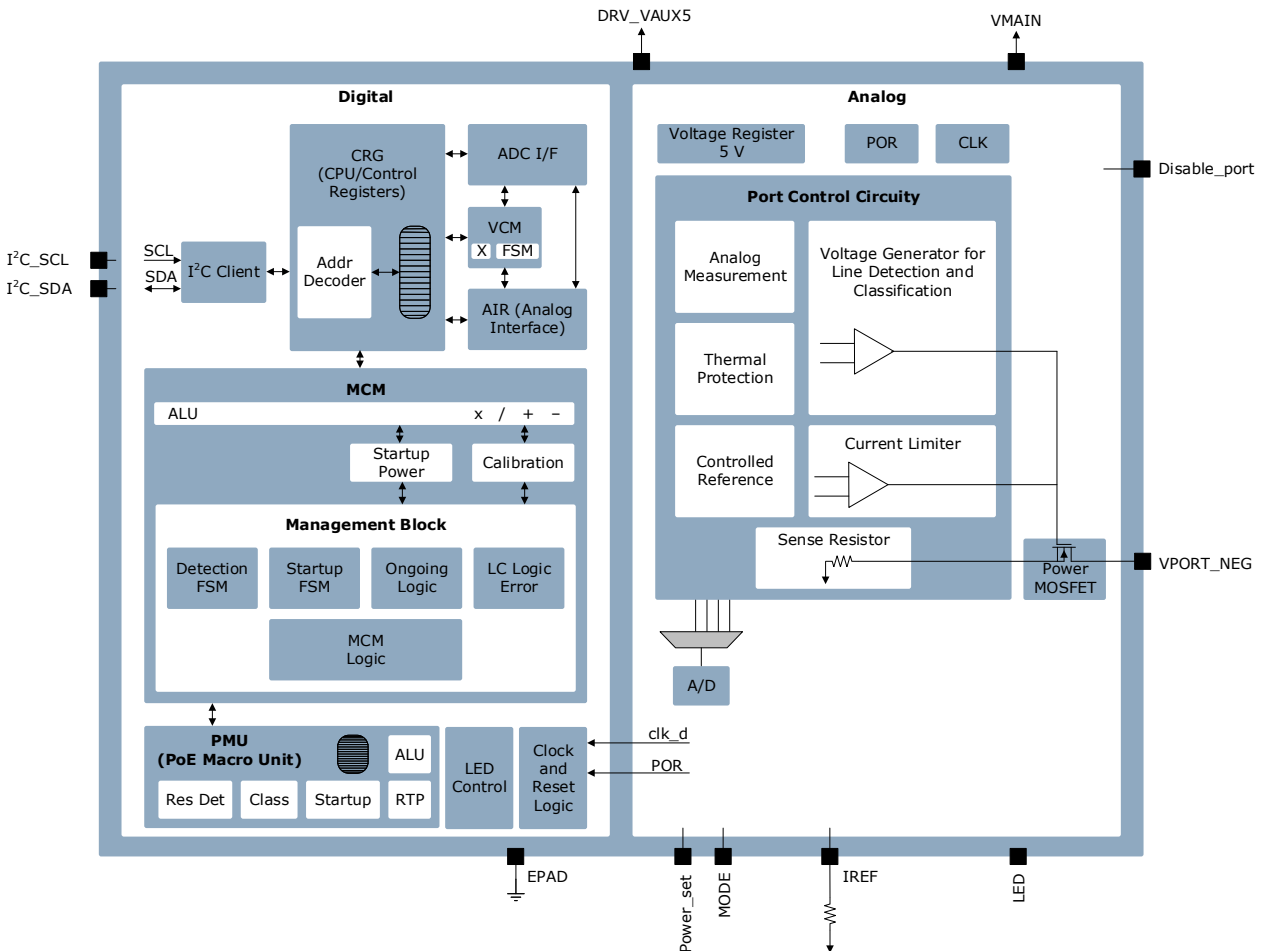 DRV_VAUX5
VMAIN
Digital
Analog
Voltage Register
5 V
POR
CLK
CRG
(CPU/Control
Registers)
ADC I/F
Disable_port
Port Control Circuity
VCM
X
FSM
Analog
Measurement
Voltage Generator for
Line Detection and
Classification
I²C_SCL
I²C_SDA
SCL
SDA
I²C Client
Addr
Decoder
AIR (Analog
Interface)
Thermal
Protection
MCM
ALU
x / + –
Startup
Power
Calibration
Controlled
Reference
Current Limiter
Management Block
Detection
FSM
Startup
FSM
Ongoing
Logic
LC Logic
Error
Sense Resistor
Power
MOSFET
VPORT_NEG
MCM
Logic
A/D
PMU
(PoE Macro Unit)
ALU
Res Det
Class
Startup
RTP
LED
Control
Clock
and
Reset
Logic
clk_d
POR
EPAD
Power_set
MODE
IREF
LED